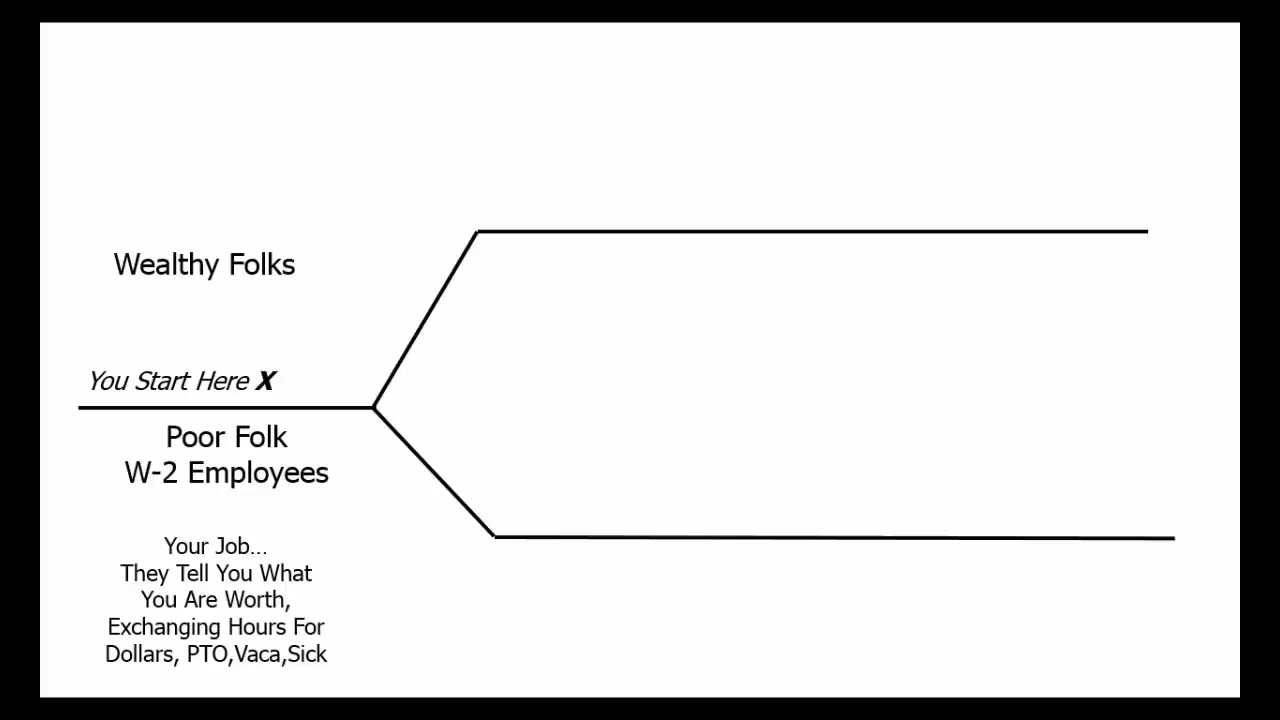 Wealthy Folks
You Start Here X
Poor Folk
W-2 Employees
Your Job...
They Tell You What
You Are Worth,
Exchanging Hours For
Dollars, PTO,Vaca,Sick